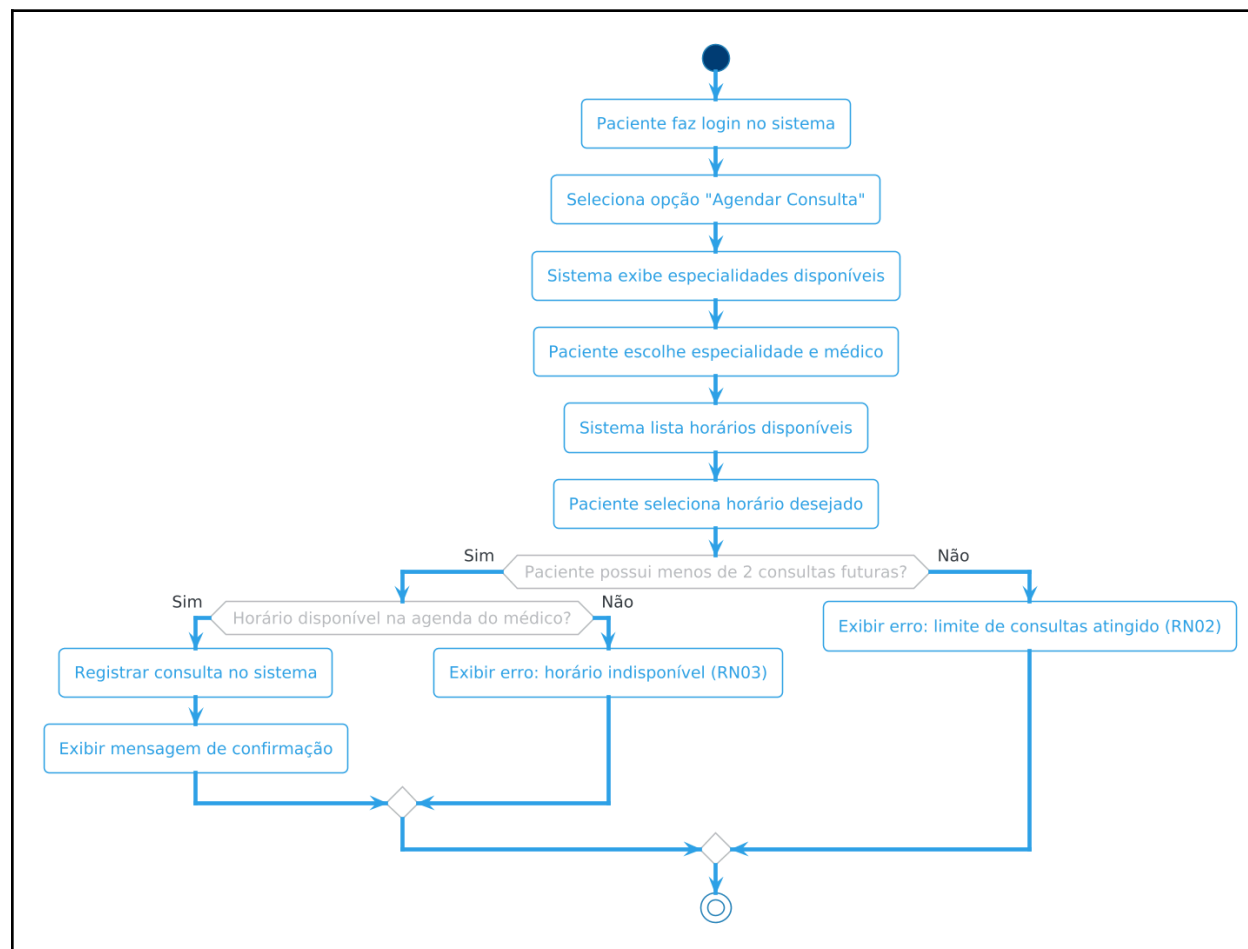 Paciente faz login no sistema
Seleciona opção "Agendar Consulta"
Sistema exibe especialidades disponíveis
Paciente escolhe especialidade e médico
Sistema lista horários disponíveis
Paciente seleciona horário desejado
Sim
Paciente possui menos de 2 consultas futuras?
Não
Sim
Horário disponível na agenda do médico?
Não
Exibir erro: limite de consultas atingido (RN02)
Registrar consulta no sistema
Exibir erro: horário indisponível (RN03)
Exibir mensagem de confirmação